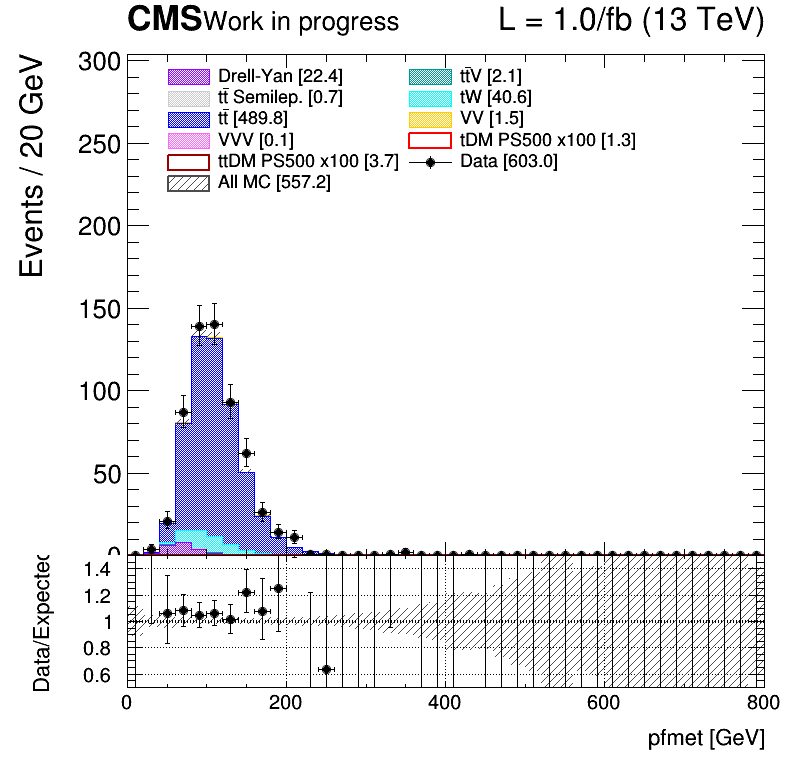 CMS Work in progress L = 1.0/fb (13 TeV)
Events / 20 GeV
300
250
200
150
100
50
0
Drell-Yan [22.4] tt̄V [2.1]
tt̄ Semilep. [0.7] tW [40.6]
tt̄ [489.8] VV [1.5]
VVV [0.1] tDM PS500 x100 [1.3]
ttDM PS500 x100 [3.7] Data [603.0]
All MC [557.2]
Data/Expected
1.4
1.2
1
0.8
0.6
0 200 400 600 800
pfmet [GeV]